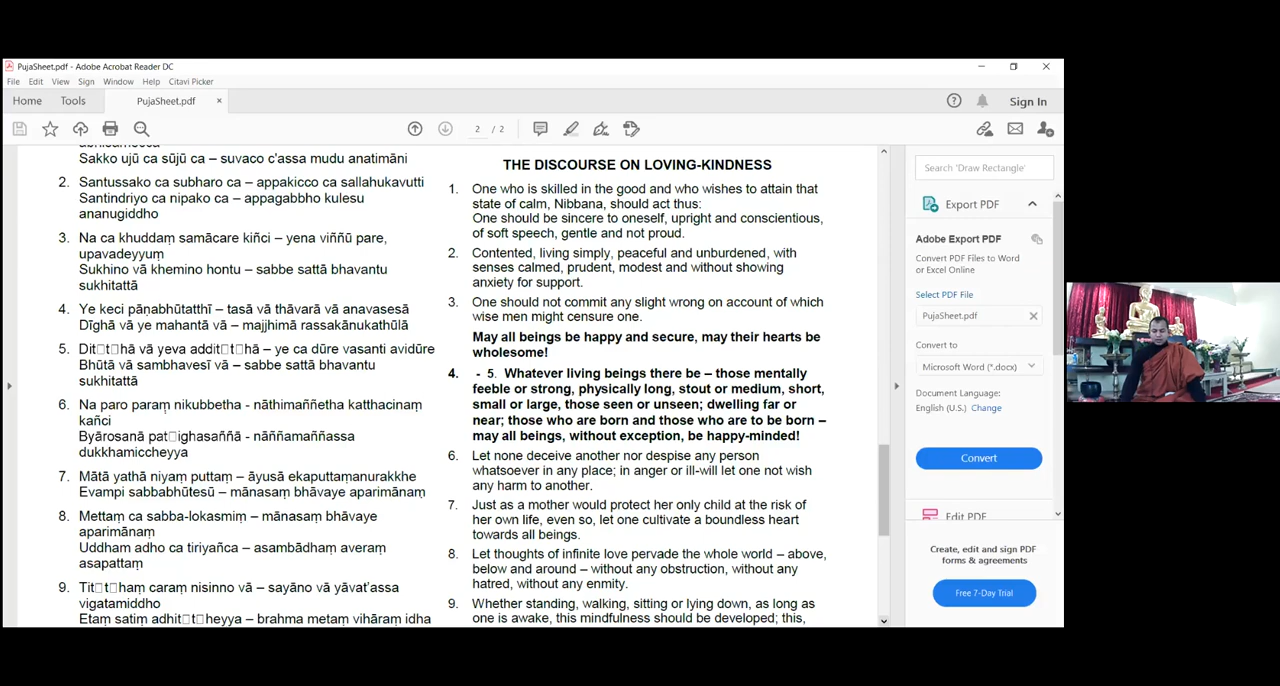 PujaSheet.pdf - Adobe Acrobat Reader DC
File Edit View Sign Window Help Citavi Picker
Home Tools PujaSheet.pdf × Sign In
2 / 2
Sakko ujū ca sūjū ca – suvaco c'assa mudu anatimāni
2. Santussako ca subharo ca – appakicco ca sallahukavutti
Santindriyo ca nipako ca – appagabbho kulesu
ananugiddho
3. Na ca khuddaṃ samācare kiñci – yena viññū pare,
upavadeyyuṃ
Sukhino vā khemino hontu – sabbe sattā bhavantu
sukhitattā
4. Ye keci pāṇabhūtatthī – tasā vā thāvarā vā anavasesā
Dīghā vā ye mahantā vā – majjhimā rassakāṇukathūlā
5. Dit□t□hā vā yeva addit□t□hā – ye ca dūre vasanti avidūre
Bhūtā vā sambhavesī vā – sabbe sattā bhavantu
sukhitattā
6. Na paro paraṃ nikubbetha - nāthimaññetha katthacinaṃ
kañci
Byārosanā pat□ighasaññā - nāññamaññassa
dukkhamiccheyya
7. Mātā yathā niyaṃ puttaṃ – āyusā ekaputtaṃanurakkhe
Evampi sabbabhūtesū – mānasaṃ bhāvaye aparimānaṃ
8. Mettaṃ ca sabba-lokasmiṃ – mānasaṃ bhāvaye
aparimānaṃ
Uddham adho ca tiriyañca – asambādhaṃ averaṃ
asapattaṃ
9. Tit□t□haṃ caraṃ nisinno vā – sayāno vā yāvat'assa
vigatamiddho
Etaṃ satiṃ adhit□t□heyya – brahma metaṃ vihāraṃ idha
THE DISCOURSE ON LOVING-KINDNESS
1. One who is skilled in the good and who wishes to attain that
state of calm, Nibbana, should act thus:
One should be sincere to oneself, upright and conscientious,
of soft speech, gentle and not proud.
2. Contented, living simply, peaceful and unburdened, with
senses calmed, prudent, modest and without showing
anxiety for support.
3. One should not commit any slight wrong on account of which
wise men might censure one.
May all beings be happy and secure, may their hearts be
wholesome!
4. - 5. Whatever living beings there be – those mentally
feeble or strong, physically long, stout or medium, short,
small or large, those seen or unseen; dwelling far or
near; those who are born and those who are to be born –
may all beings, without exception, be happy-minded!
6. Let none deceive another nor despise any person
whatsoever in any place; in anger or ill-will let one not wish
any harm to another.
7. Just as a mother would protect her only child at the risk of
her own life, even so, let one cultivate a boundless heart
towards all beings.
8. Let thoughts of infinite love pervade the whole world – above,
below and around – without any obstruction, without any
hatred, without any enmity.
9. Whether standing, walking, sitting or lying down, as long as
one is awake, this mindfulness should be developed; this,
Search 'Draw Rectangle'
Export PDF
Adobe Export PDF
Convert PDF Files to Word
or Excel Online
Select PDF File
PujaSheet.pdf
Convert to
Microsoft Word (*.docx)
Document Language:
English (U.S.) Change
Convert
Edit PDF
Create, edit and sign PDF
forms & agreements
Free 7-Day Trial